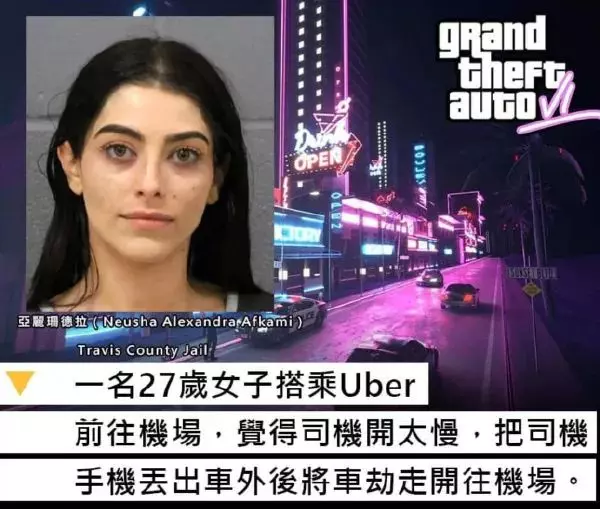 grand
theft
auto VI
Drink
OPEN
OPEN
亞麗珊德拉（Neusha Alexandra Afkami）
Travis County Jail
一名27歲女子搭乘Uber
前往機場，覺得司機開太慢，把司機
手機丟出車外後將車劫走開往機場。